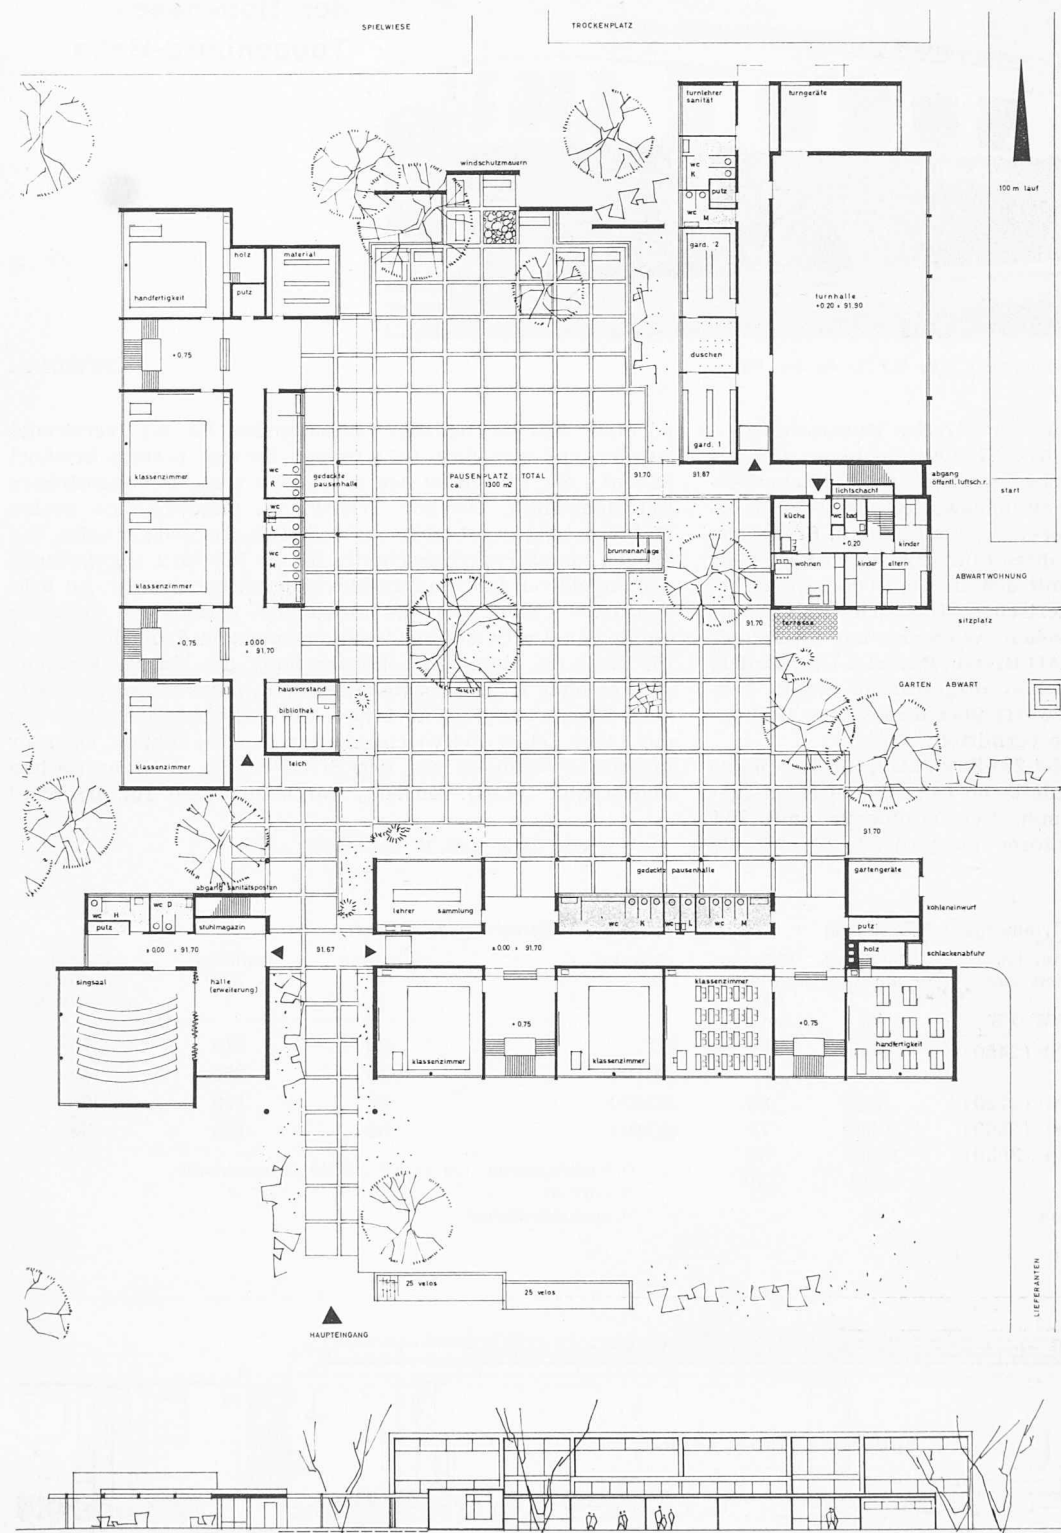 SPIELWIESE
TROCKENPLATZ
turnlehrer
sanität
turngeräte
windschutzmauern
wc
K
putz
wc M
100 m lauf
holz
material
gard. 2
putz
handfertigkeit
turnhalle
+0.20 = 91.90
+0.75
duschen
gard. 1
klassenzimmer
wc
K
gedeckte
pausenhalle
PAUSENPLATZ TOTAL
ca. 1300 m2
91.70
91.67
abgang
öffentl. luftschr.
lichtschacht
start
wc
L
küche
wc
bad
+0.20
kinder
wc
M
brunnenanlage
klassenzimmer
wohnen
kinder
eltern
ABWARTWOHNUNG
91.70
terrasse
sitzplatz
+0.75
±0.00
= 91.70
hausvorstand
GARTEN ABWART
bibliothek
klassenzimmer
teich
91.70
gedeckte pausenhalle
gartengeräte
abgang sanitätsposten
wc H
wc D
lehrer sammlung
kohleneinwurf
putz
stuhlmagazin
wc K
wc L
wc M
putz
±0.00 = 91.70
91.67
±0.00 = 91.70
holz
schlackenabfuhr
singsaal
halle
(erweiterung)
klassenzimmer
+0.75
+0.75
handfertigkeit
klassenzimmer
klassenzimmer
LIEFERANTEN
25 velos
25 velos
HAUPTEINGANG